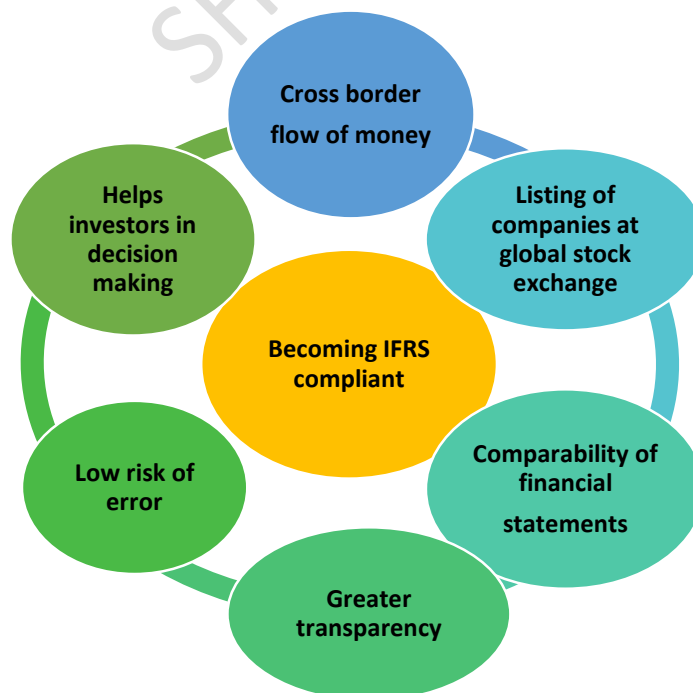 Cross border
flow of money
Listing of
companies at
global stock
exchange
Comparability of
financial
statements
Greater
transparency
Low risk of
error
Helps
investors in
decision
making
Becoming IFRS
compliant